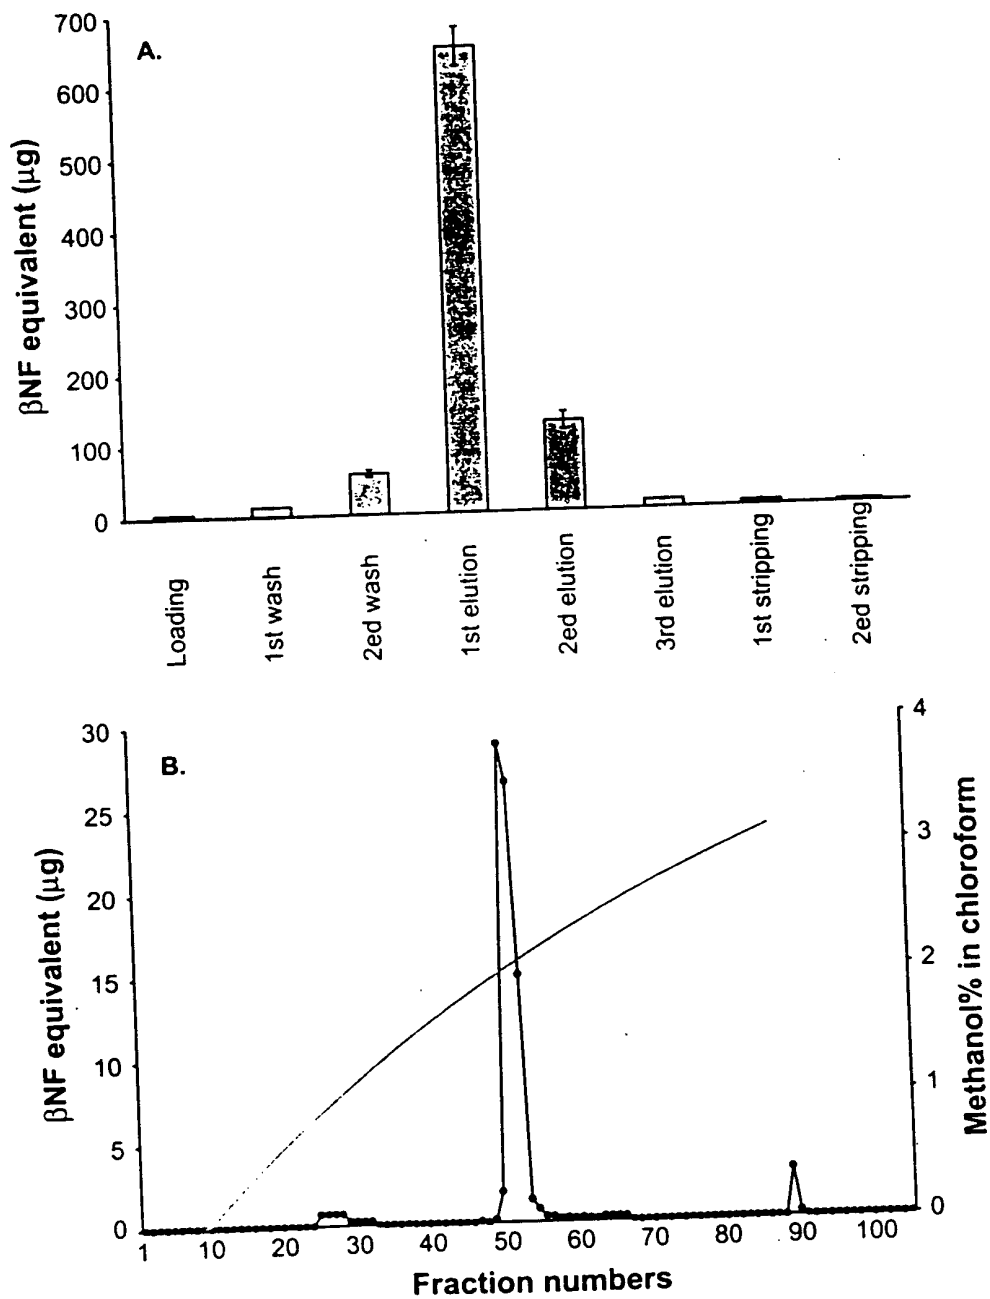 A.
βNF equivalent (μg)
700
600
500
400
300
200
100
0
Loading
1st wash
2ed wash
1st elution
2ed elution
3rd elution
1st stripping
2ed stripping
B.
βNF equivalent (μg)
30
25
20
15
10
5
0
4
3
2
1
0
Methanol% in chloroform
1 10 20 30 40 50 60 70 80 90 100
Fraction numbers